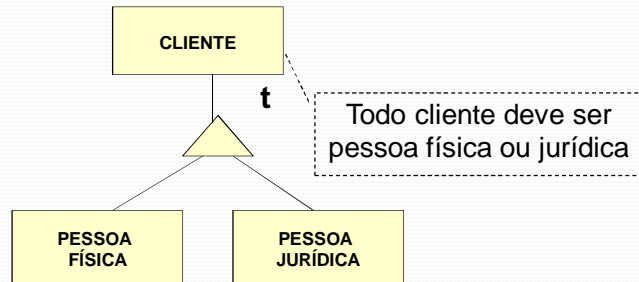 CLIENTE
t
Todo cliente deve ser
pessoa física ou jurídica
PESSOA
FÍSICA
PESSOA
JURÍDICA